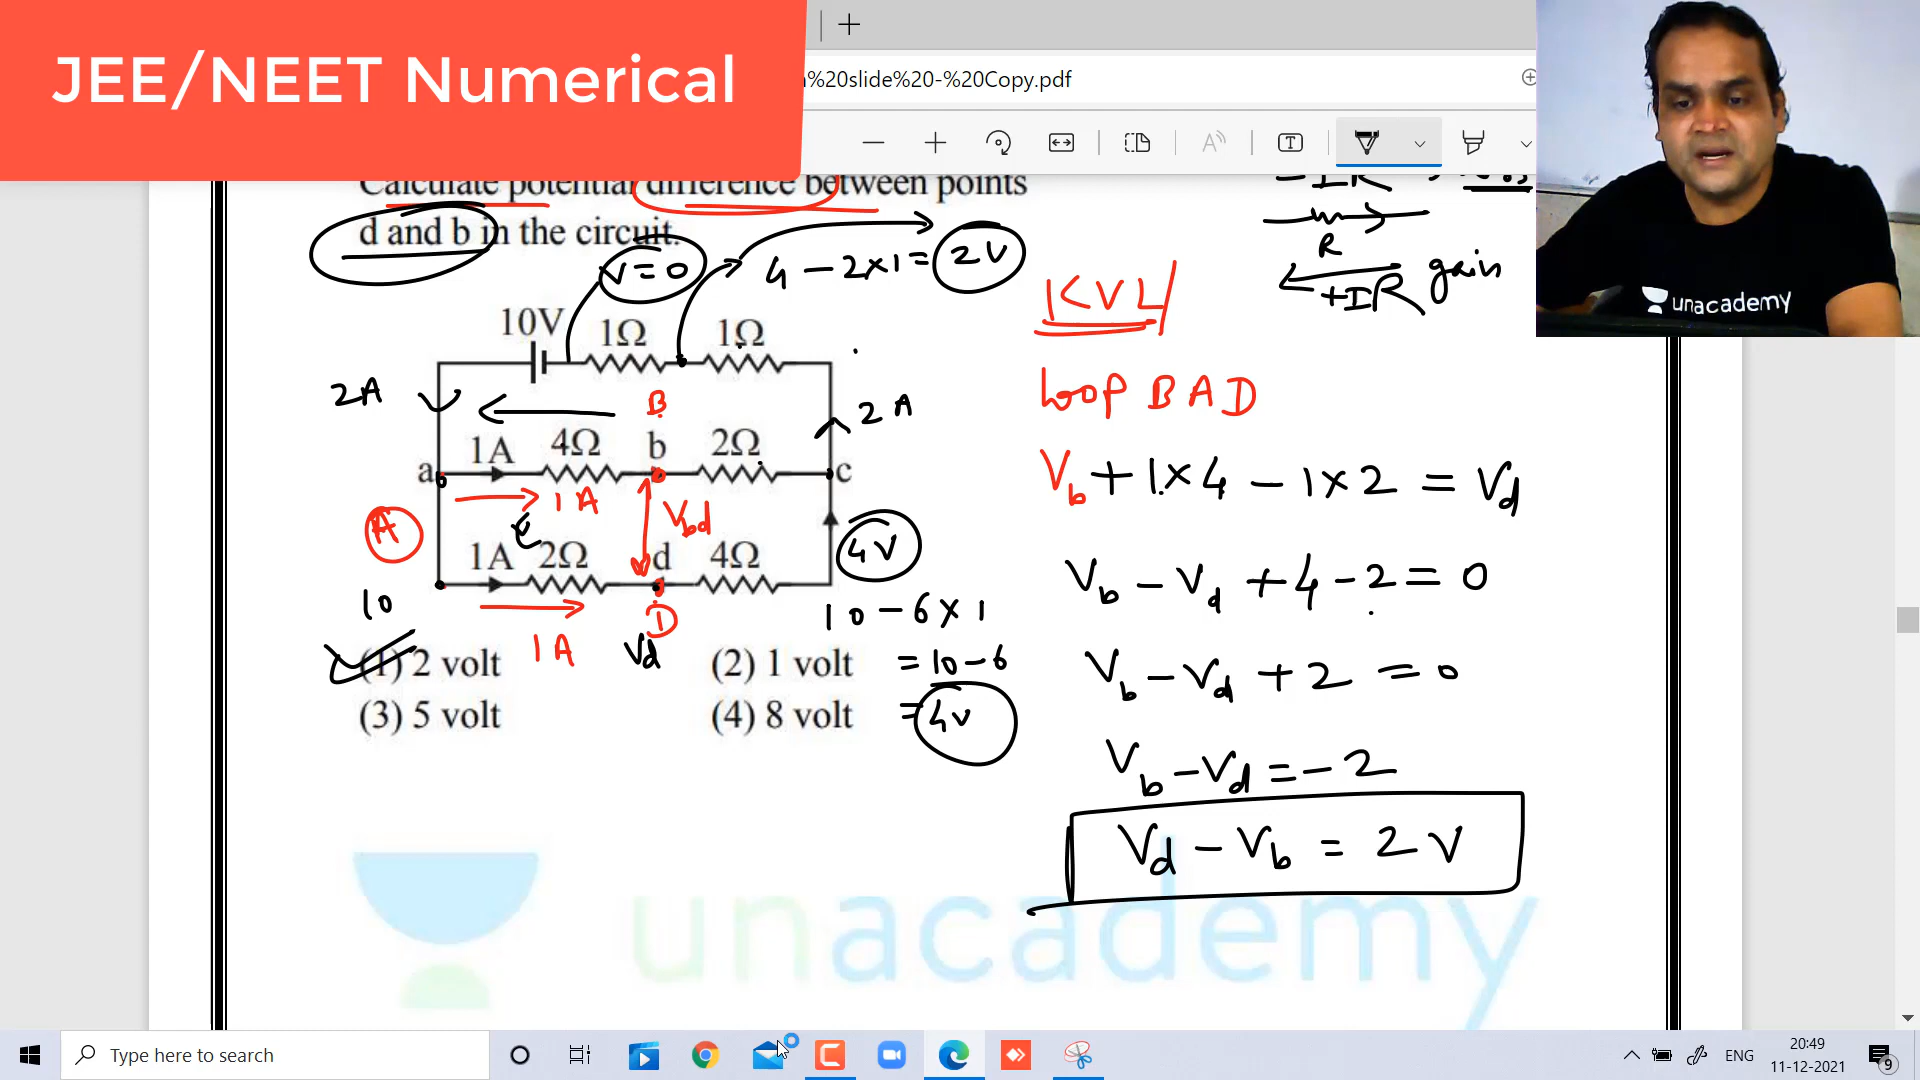 JEE/NEET Numerical
n%20slide%20-%20Copy.pdf
Calculate potential difference between points
d and b in the circuit.
V = 0
4 - 2×1 = 2V
- IR
R
+IR gain
unacademy
KVL
10V 1Ω 1Ω
2A
2 A
B
loop BAD
1A 4Ω b 2Ω
a c
1 A
Vbd
Vb + 1×4 - 1×2 = Vd
A
1A 2Ω d 4Ω
4V
10
D
10 - 6×1
Vb - Vd + 4 - 2 = 0
1A
Vd
(1) 2 volt (2) 1 volt
= 10 - 6
Vb - Vd + 2 = 0
(3) 5 volt (4) 8 volt
= 4V
Vb - Vd = - 2
Vd - Vb = 2 V
unacademy
Type here to search
ENG
20:49
11-12-2021
9